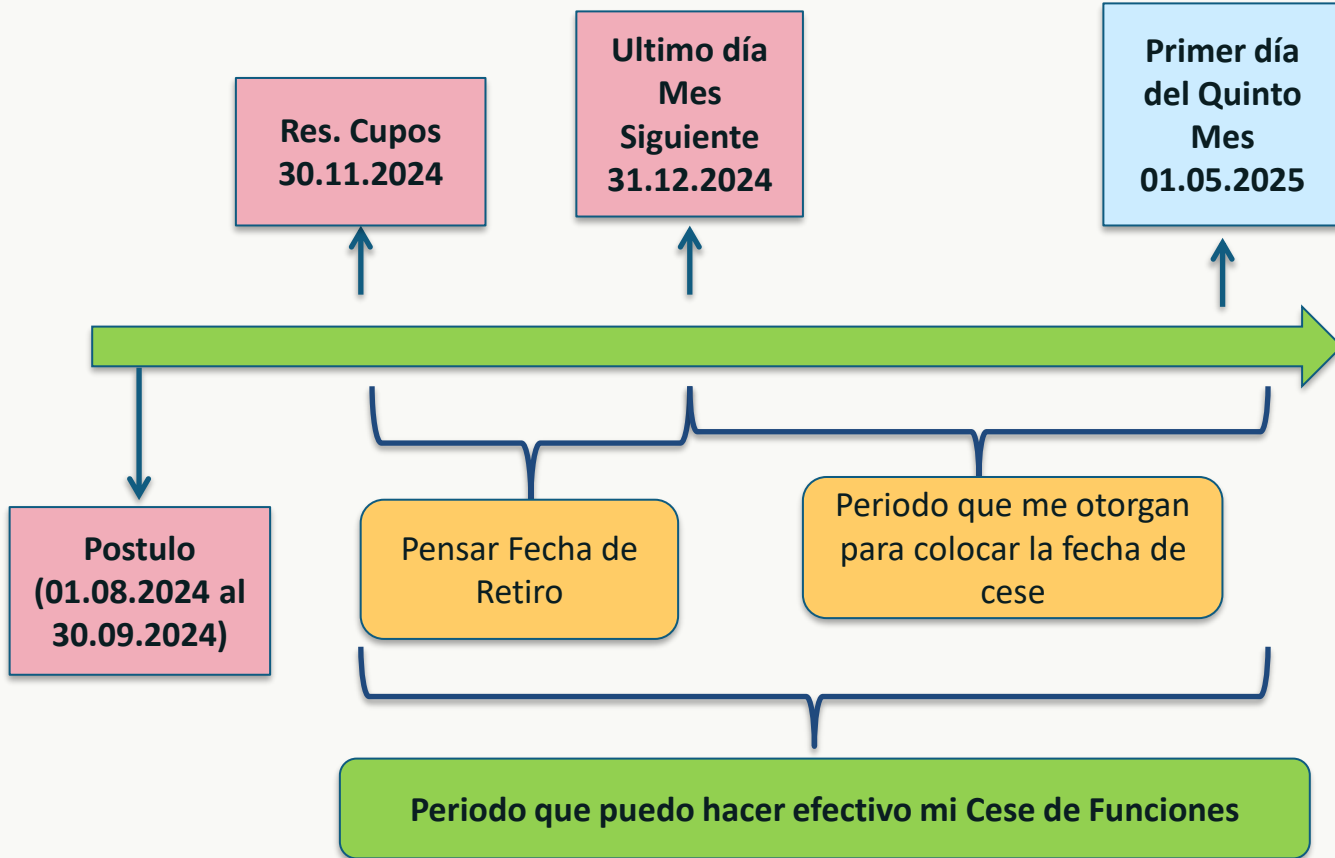 Res. Cupos
30.11.2024
Ultimo día
Mes
Siguiente
31.12.2024
Primer día
del Quinto
Mes
01.05.2025
Postulo
(01.08.2024 al
30.09.2024)
Pensar Fecha de
Retiro
Periodo que me otorgan
para colocar la fecha de
cese
Periodo que puedo hacer efectivo mi Cese de Funciones